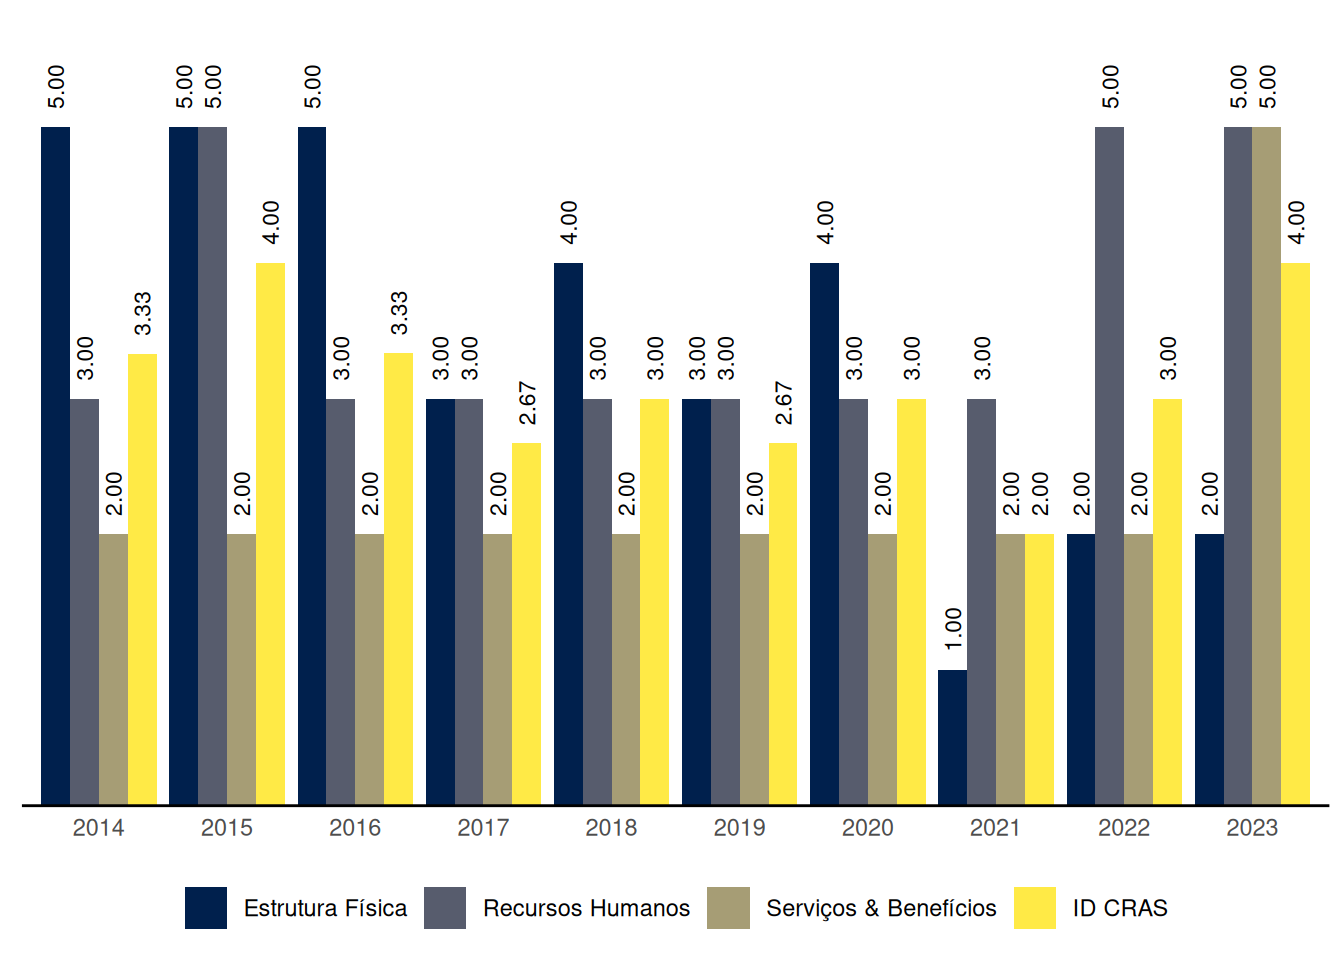 5.00 3.00 2.00 3.33
5.00 5.00 2.00 4.00
5.00 3.00 2.00 3.33
3.00 3.00 2.00 2.67
4.00 3.00 2.00 3.00
3.00 3.00 2.00 2.67
4.00 3.00 2.00 3.00
1.00 3.00 2.00 2.00
2.00 5.00 2.00 3.00
2.00 5.00 5.00 4.00
2014 2015 2016 2017 2018 2019 2020 2021 2022 2023
Estrutura Física Recursos Humanos Serviços & Benefícios ID CRAS